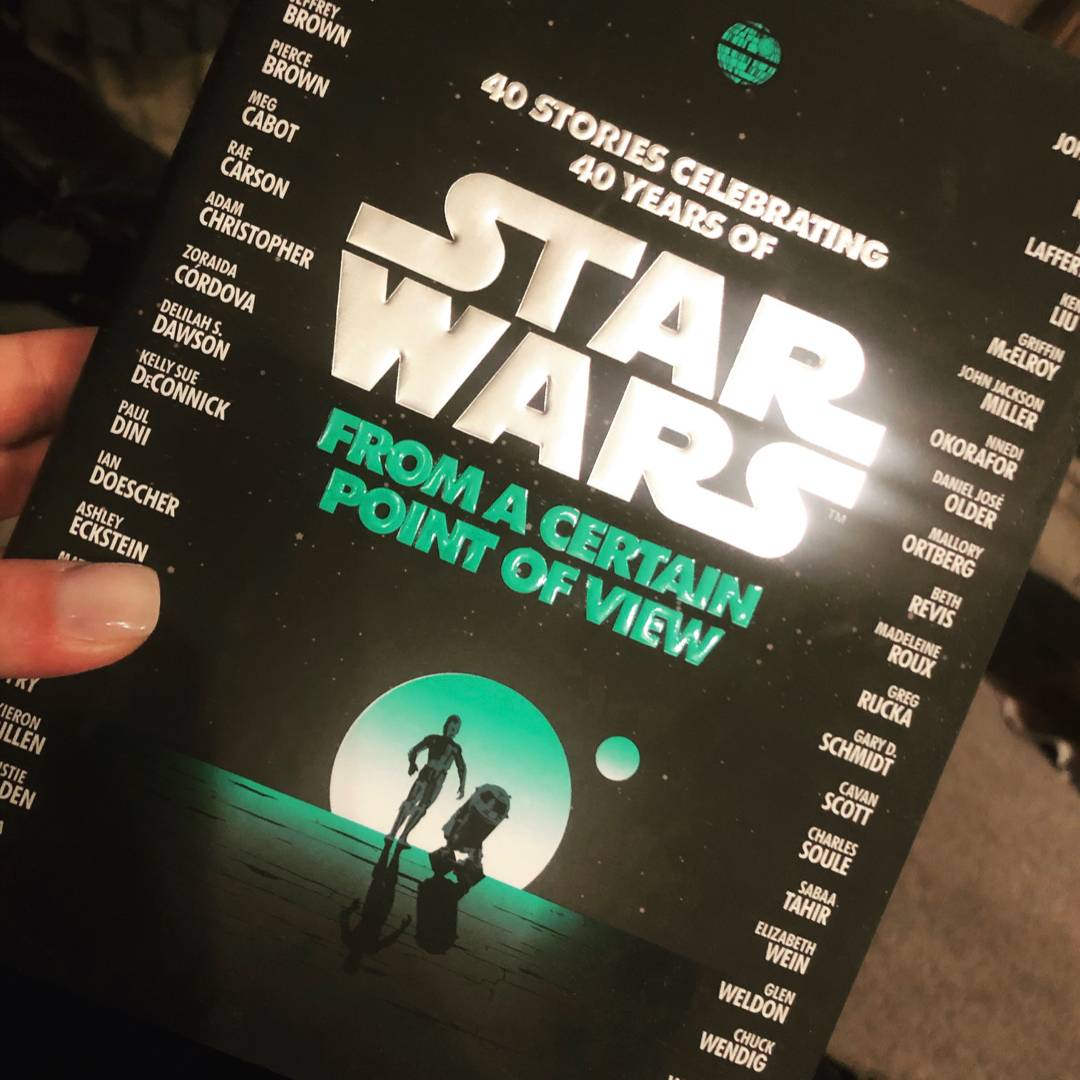 40 STORIES CELEBRATING
40 YEARS OF
STAR
WARS
TM
FROM A CERTAIN
POINT OF VIEW
BROWN
PIERCE
BROWN
MEG
CABOT
RAE
CARSON
ADAM
CHRISTOPHER
ZORAIDA
CÓRDOVA
DELILAH S.
DAWSON
KELLY SUE
DeCONNICK
PAUL
DINI
IAN
DOESCHER
ASHLEY
ECKSTEIN
LIU
GRIFFIN
McELROY
JOHN JACKSON
MILLER
NNEDI
OKORAFOR
DANIEL JOSÉ
OLDER
MALLORY
ORTBERG
BETH
REVIS
MADELEINE
ROUX
GREG
RUCKA
GARY D.
SCHMIDT
CAVAN
SCOTT
CHARLES
SOULE
SABAA
TAHIR
ELIZABETH
WEIN
GLEN
WELDON
CHUCK
WENDIG